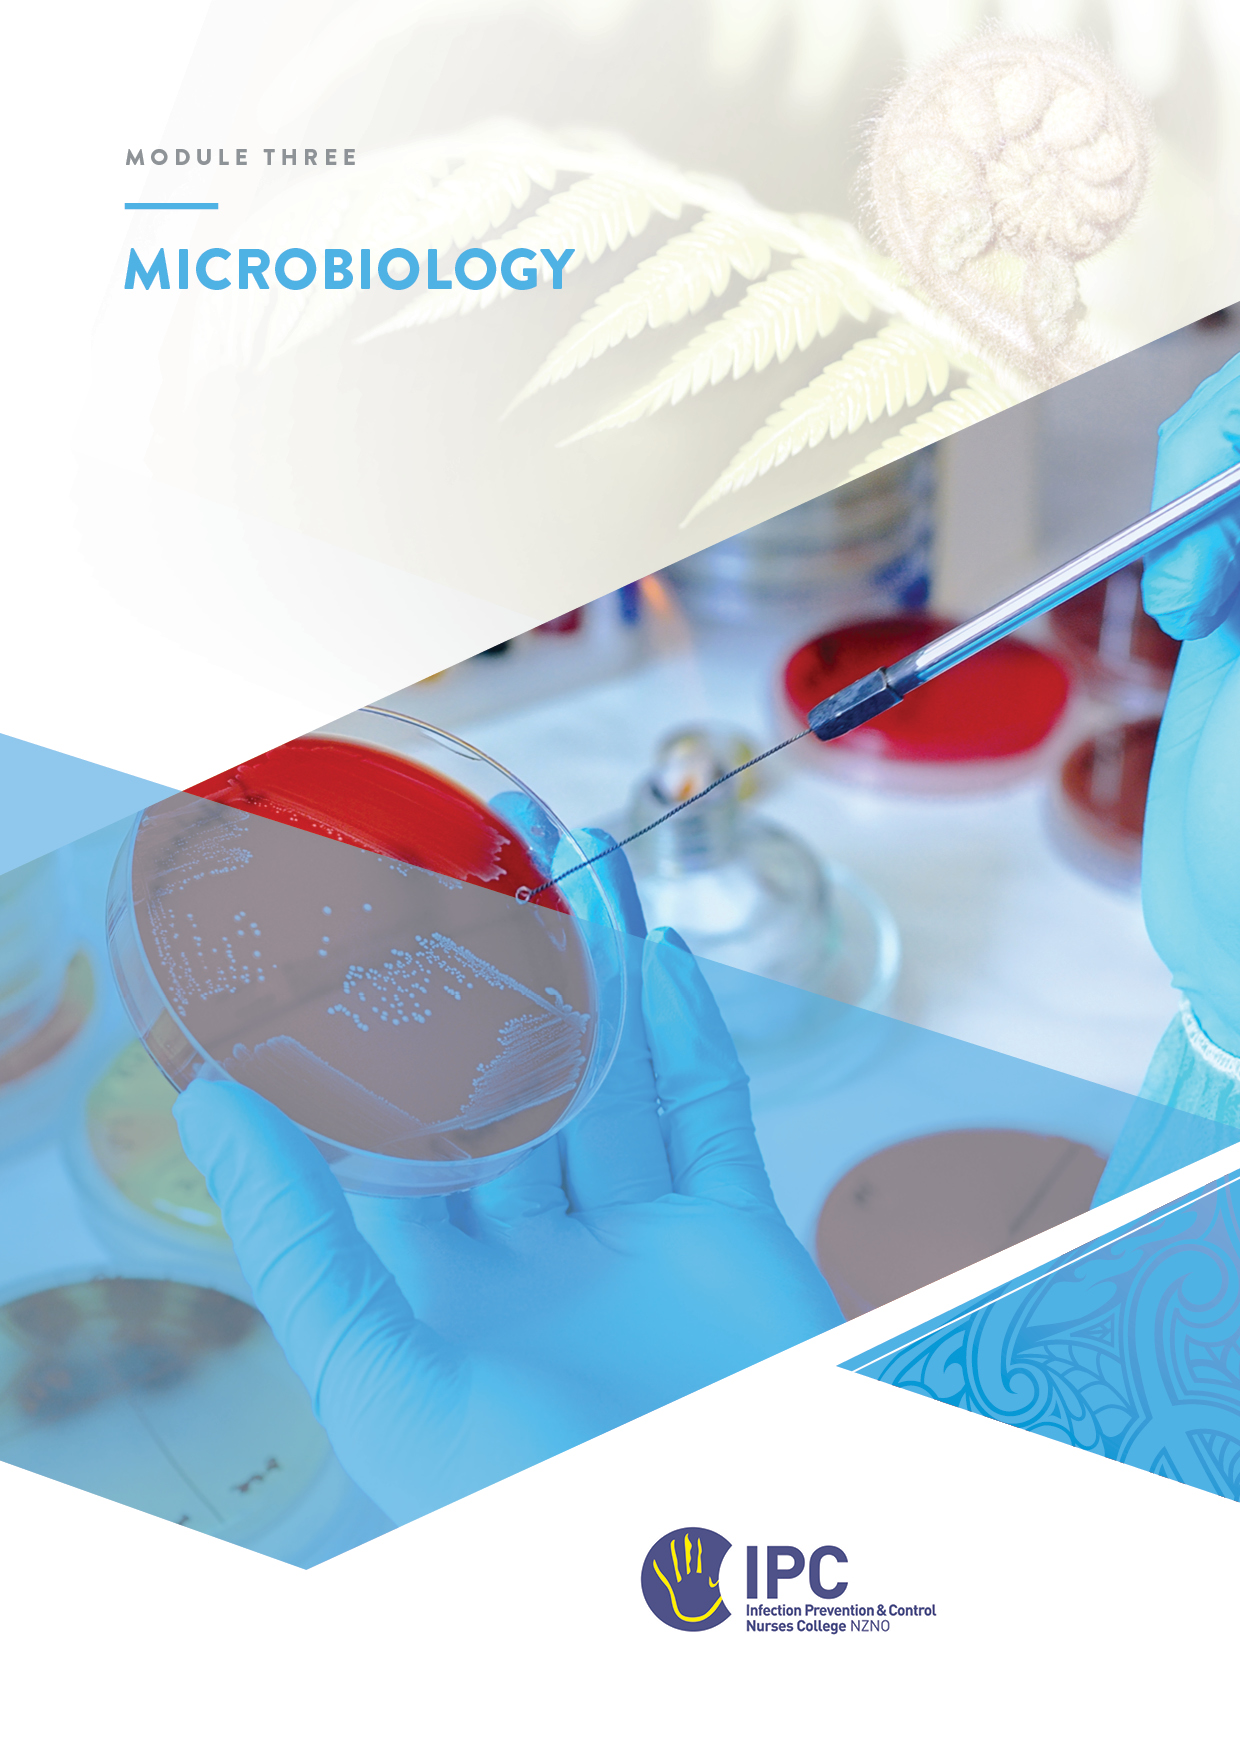 MODULE THREE
MICROBIOLOGY
IPC
Infection Prevention & Control
Nurses College NZNO